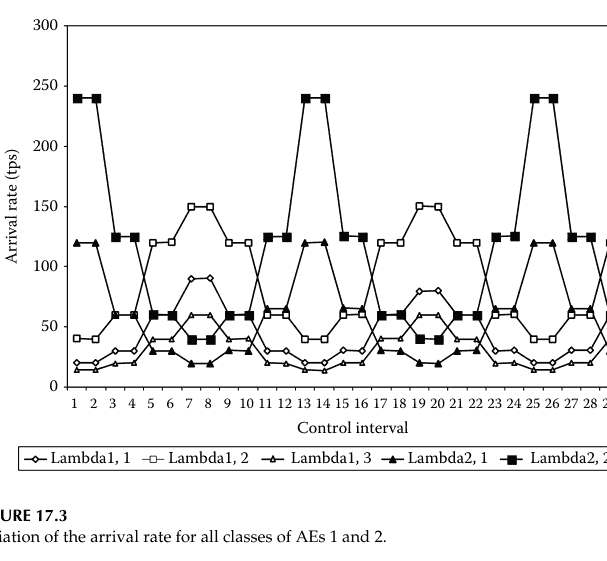 300
250
200
150
100
50
0
Arrival rate (tps)
1 2 3 4 5 6 7 8 9 10 11 12 13 14 15 16 17 18 19 20 21 22 23 24 25 26 27 28 2
Control interval
Lambda1, 1 Lambda1, 2 Lambda1, 3 Lambda2, 1 Lambda2, 2
URE 17.3
iation of the arrival rate for all classes of AEs 1 and 2.